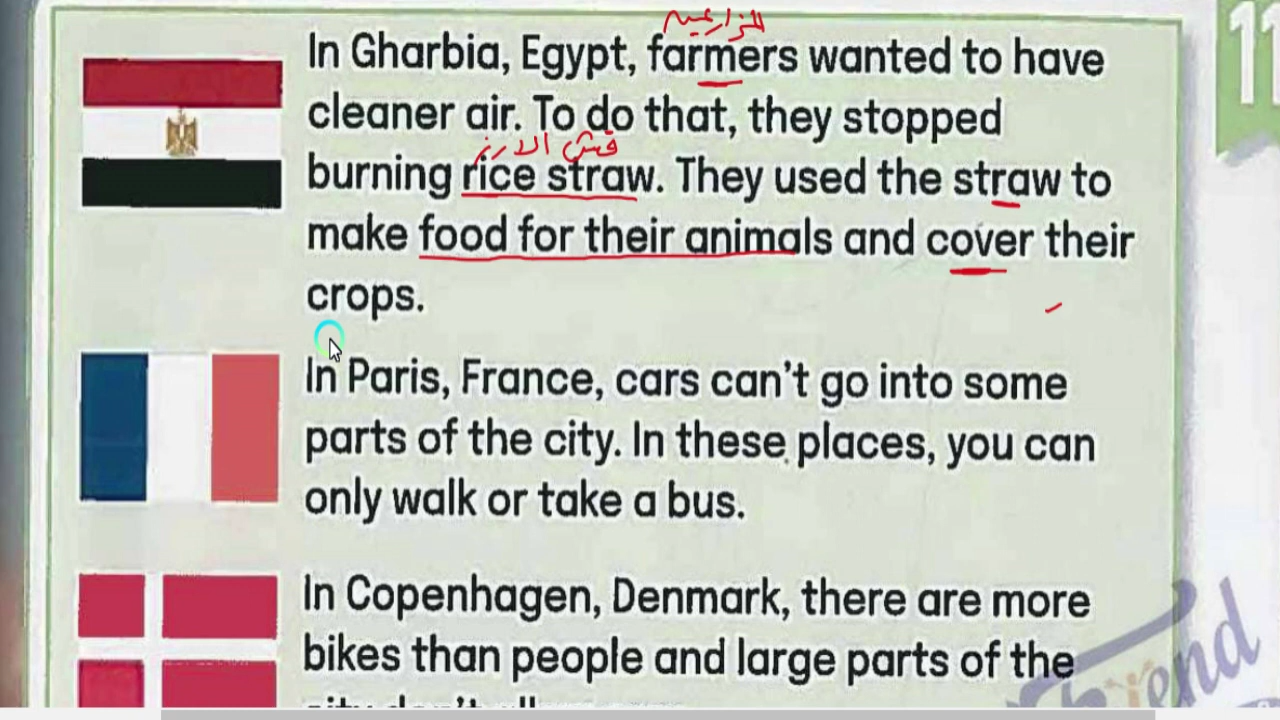 المزارعين
In Gharbia, Egypt, farmers wanted to have
cleaner air. To do that, they stopped
قش الارز
burning rice straw. They used the straw to
make food for their animals and cover their
crops.
In Paris, France, cars can't go into some
parts of the city. In these places, you can
only walk or take a bus.
In Copenhagen, Denmark, there are more
bikes than people and large parts of the
11